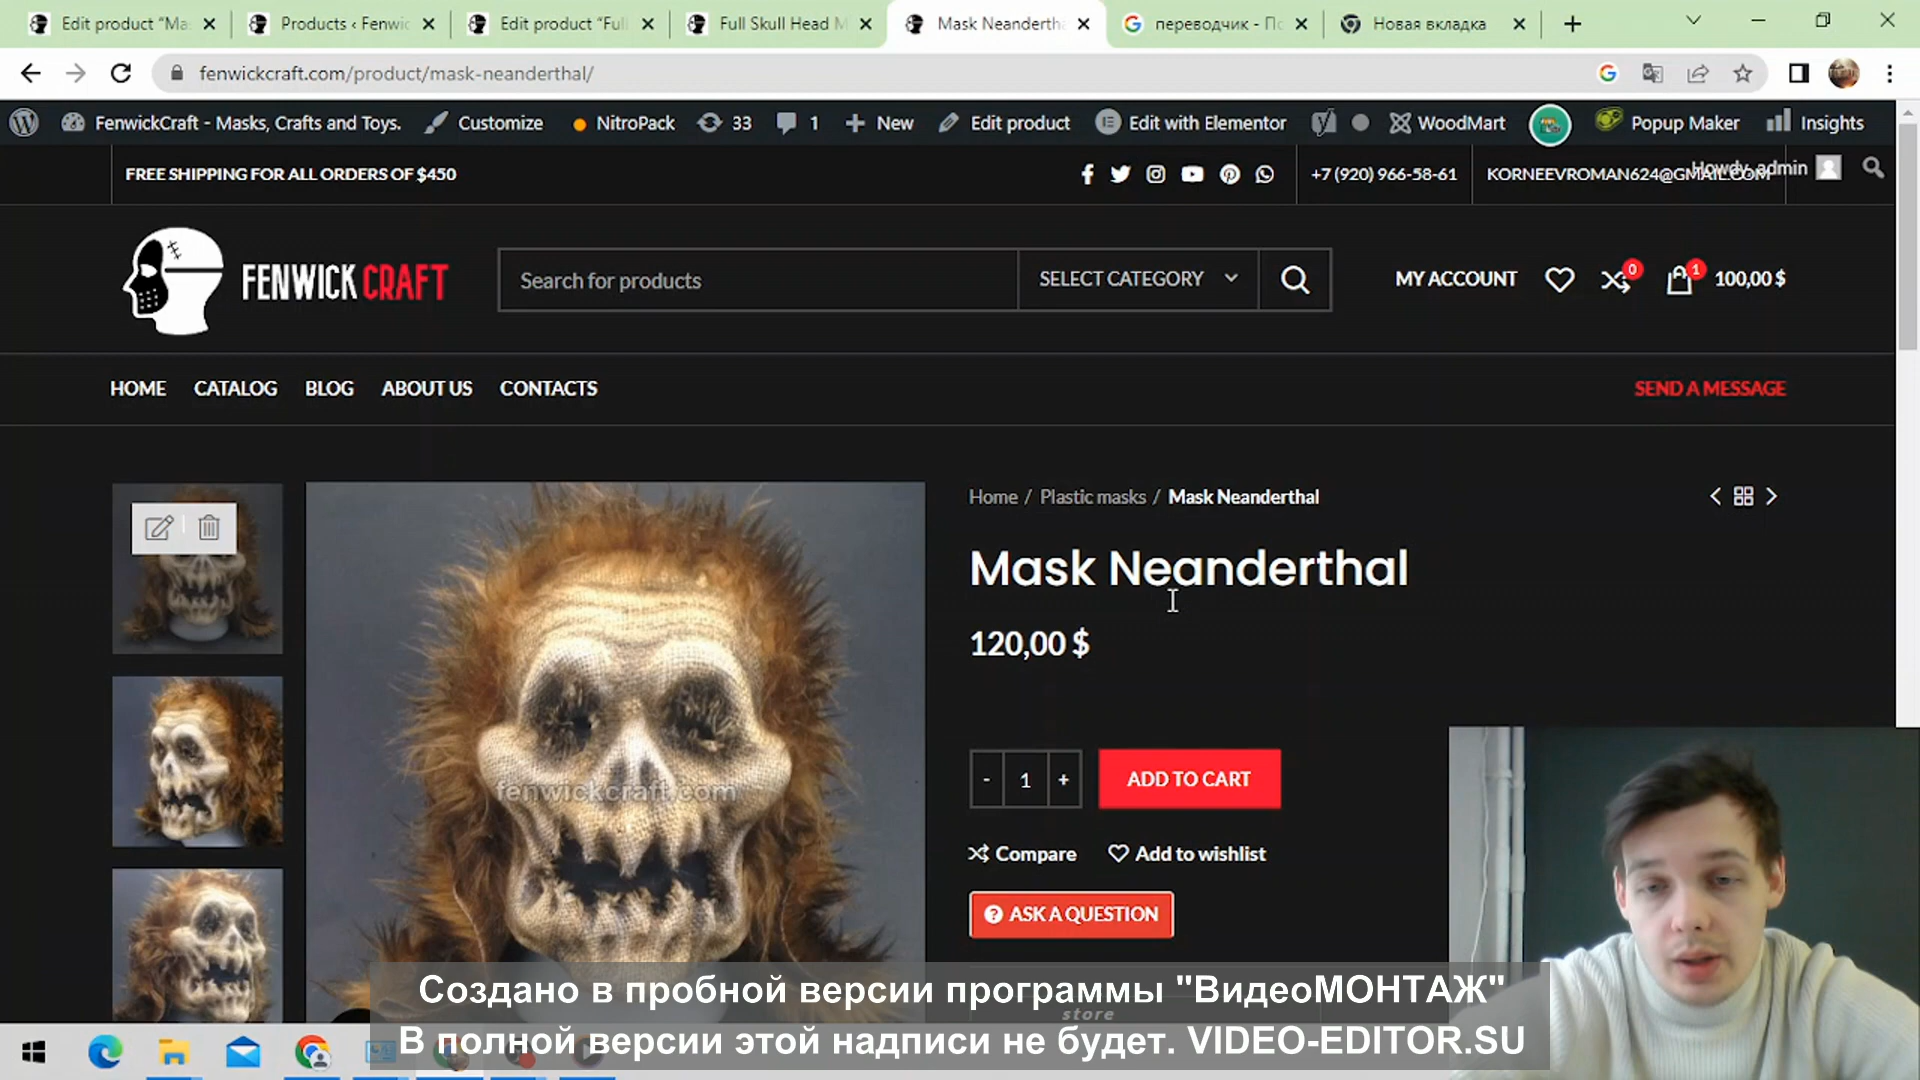 Edit product “Ma
Products ‹ Fenwic
Edit product “Full
Full Skull Head M
Mask Neandertha
переводчик - По
Новая вкладка
fenwickcraft.com/product/mask-neanderthal/
FenwickCraft - Masks, Crafts and Toys.
Customize
NitroPack
33
1
New
Edit product
Edit with Elementor
WoodMart
Popup Maker
Insights
FREE SHIPPING FOR ALL ORDERS OF $450
+7 (920) 966-58-61
KORNEEVROMAN624@GMAIL.COM
Howdy, admin
FENWICK CRAFT
Search for products
SELECT CATEGORY
MY ACCOUNT
0
1
100,00 $
HOME
CATALOG
BLOG
ABOUT US
CONTACTS
SEND A MESSAGE
Home / Plastic masks / Mask Neanderthal
Mask Neanderthal
120,00 $
- 1 +
ADD TO CART
Compare
Add to wishlist
ASK A QUESTION
fenwickcraft.com
Создано в пробной версии программы "ВидеоМОНТАЖ"
store
В полной версии этой надписи не будет. VIDEO-EDITOR.SU